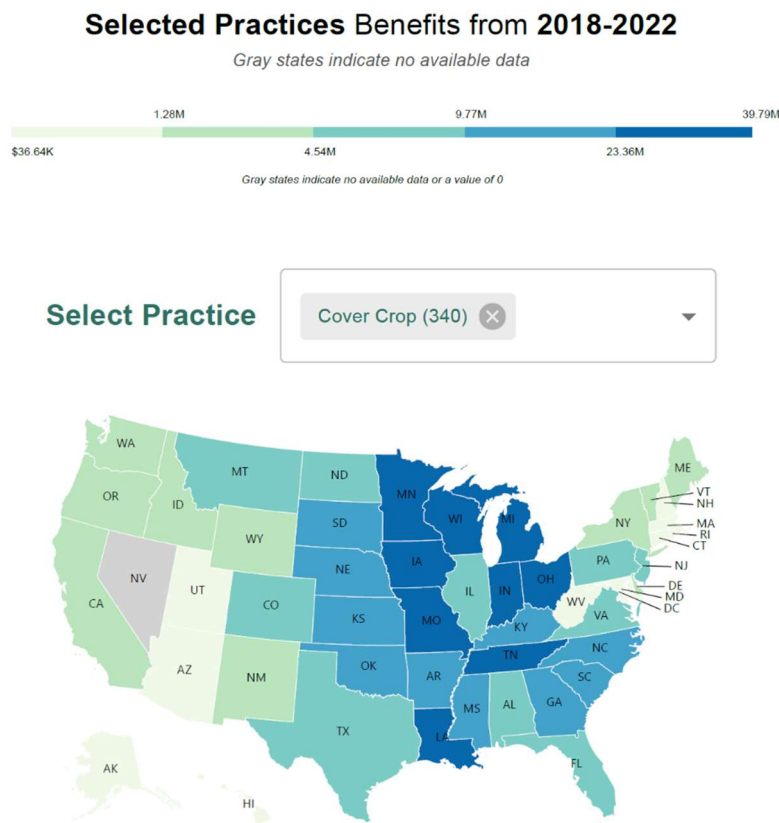 Selected Practices Benefits from 2018-2022
Gray states indicate no available data
1.28M 9.77M 39.79M
$36.64K 4.54M 23.36M
Gray states indicate no available data or a value of 0
Select Practice Cover Crop (340)
WA MT ND MN ME
OR ID SD WI MI VT
NH
WY NY MA
RI
CT
NV NE IA PA NJ
CA UT CO IL IN OH DE
MD
DC
KS MO WV VA
KY
AZ NM OK AR TN NC
SC
TX MS AL GA
LA
FL
AK
HI